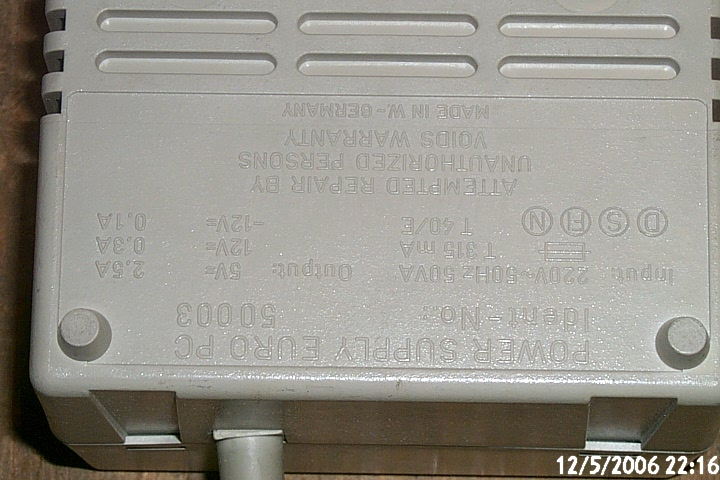 POWER SUPPLY EURO PC
Ident-No.: 50003
Input: 220V~50Hz 50VA Output: 5V= 2.5A
T 315 mA 12V= 0.3A
D S FI N T 40/E -12V= 0.1A
ATTEMPTED REPAIR BY
UNAUTHORIZED PERSONS
VOIDS WARRANTY
MADE IN W.-GERMANY
12/5/2006 22:16